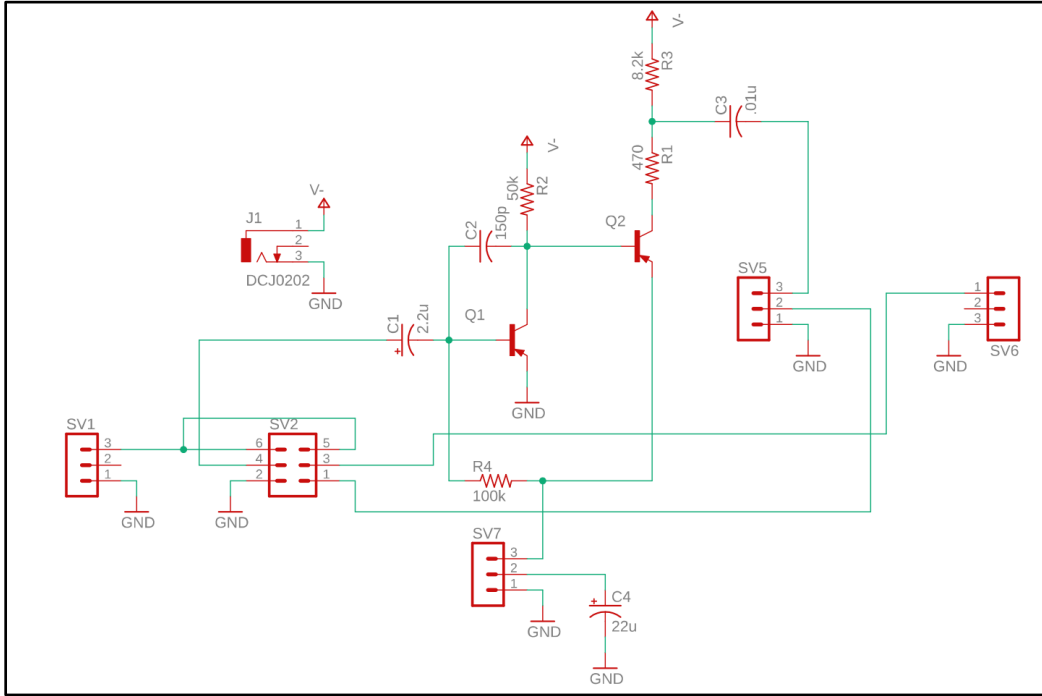 V-
8.2k
R3
C3
.01u
470
R1
V-
50k
R2
C2
150p
Q2
V-
J1
1
2
3
DCJ0202
GND
C1
2.2u
Q1
GND
SV5
3
2
1
GND
1
2
3
SV6
GND
SV1
3
2
1
GND
SV2
6
4
2
5
3
1
GND
R4
100k
SV7
3
2
1
GND
C4
22u
GND